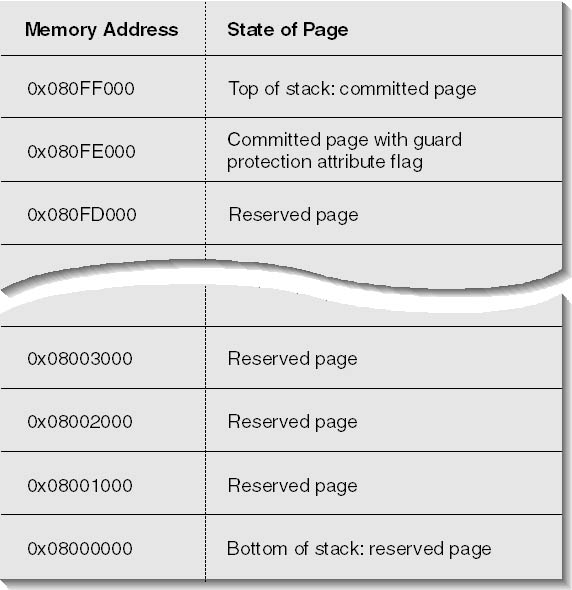 Memory Address State of Page
0x080FF000 Top of stack: committed page
0x080FE000 Committed page with guard
protection attribute flag
0x080FD000 Reserved page
0x08003000 Reserved page
0x08002000 Reserved page
0x08001000 Reserved page
0x08000000 Bottom of stack: reserved page